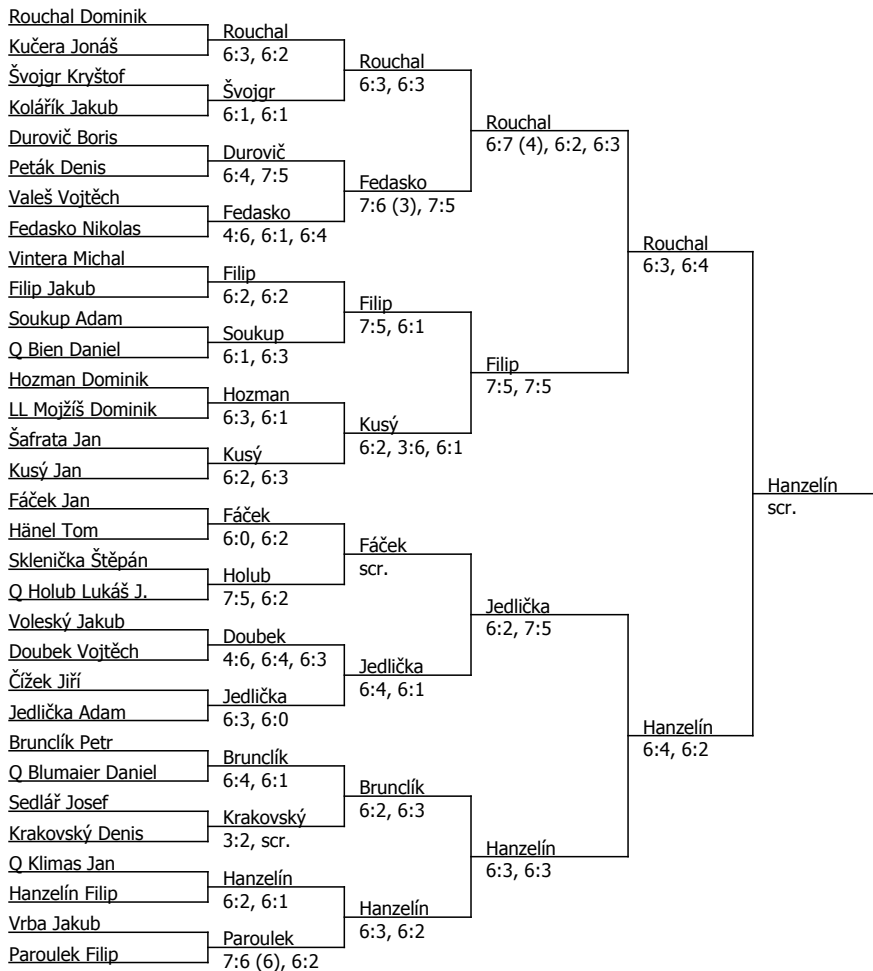 Rouchal Dominik
Kučera Jonáš
Švojgr Kryštof
Kolářík Jakub
Durovič Boris
Peták Denis
Valeš Vojtěch
Fedasko Nikolas
Vintera Michal
Filip Jakub
Soukup Adam
Q Bien Daniel
Hozman Dominik
LL Mojžíš Dominik
Šafrata Jan
Kusý Jan
Fáček Jan
Hänel Tom
Sklenička Štěpán
Q Holub Lukáš J.
Voleský Jakub
Doubek Vojtěch
Čížek Jiří
Jedlička Adam
Brunclík Petr
Q Blumaier Daniel
Sedlář Josef
Krakovský Denis
Q Klimas Jan
Hanzelín Filip
Vrba Jakub
Paroulek Filip
Rouchal
6:3, 6:2
Švojgr
6:1, 6:1
Durovič
6:4, 7:5
Fedasko
4:6, 6:1, 6:4
Filip
6:2, 6:2
Soukup
6:1, 6:3
Hozman
6:3, 6:1
Kusý
6:2, 6:3
Fáček
6:0, 6:2
Holub
7:5, 6:2
Doubek
4:6, 6:4, 6:3
Jedlička
6:3, 6:0
Brunclík
6:4, 6:1
Krakovský
3:2, scr.
Hanzelín
6:2, 6:1
Paroulek
7:6 (6), 6:2
Rouchal
6:3, 6:3
Fedasko
7:6 (3), 7:5
Filip
7:5, 6:1
Kusý
6:2, 3:6, 6:1
Fáček
scr.
Jedlička
6:4, 6:1
Brunclík
6:2, 6:3
Hanzelín
6:3, 6:2
Rouchal
6:7 (4), 6:2, 6:3
Filip
7:5, 7:5
Jedlička
6:2, 7:5
Hanzelín
6:3, 6:3
Rouchal
6:3, 6:4
Hanzelín
6:4, 6:2
Hanzelín
scr.